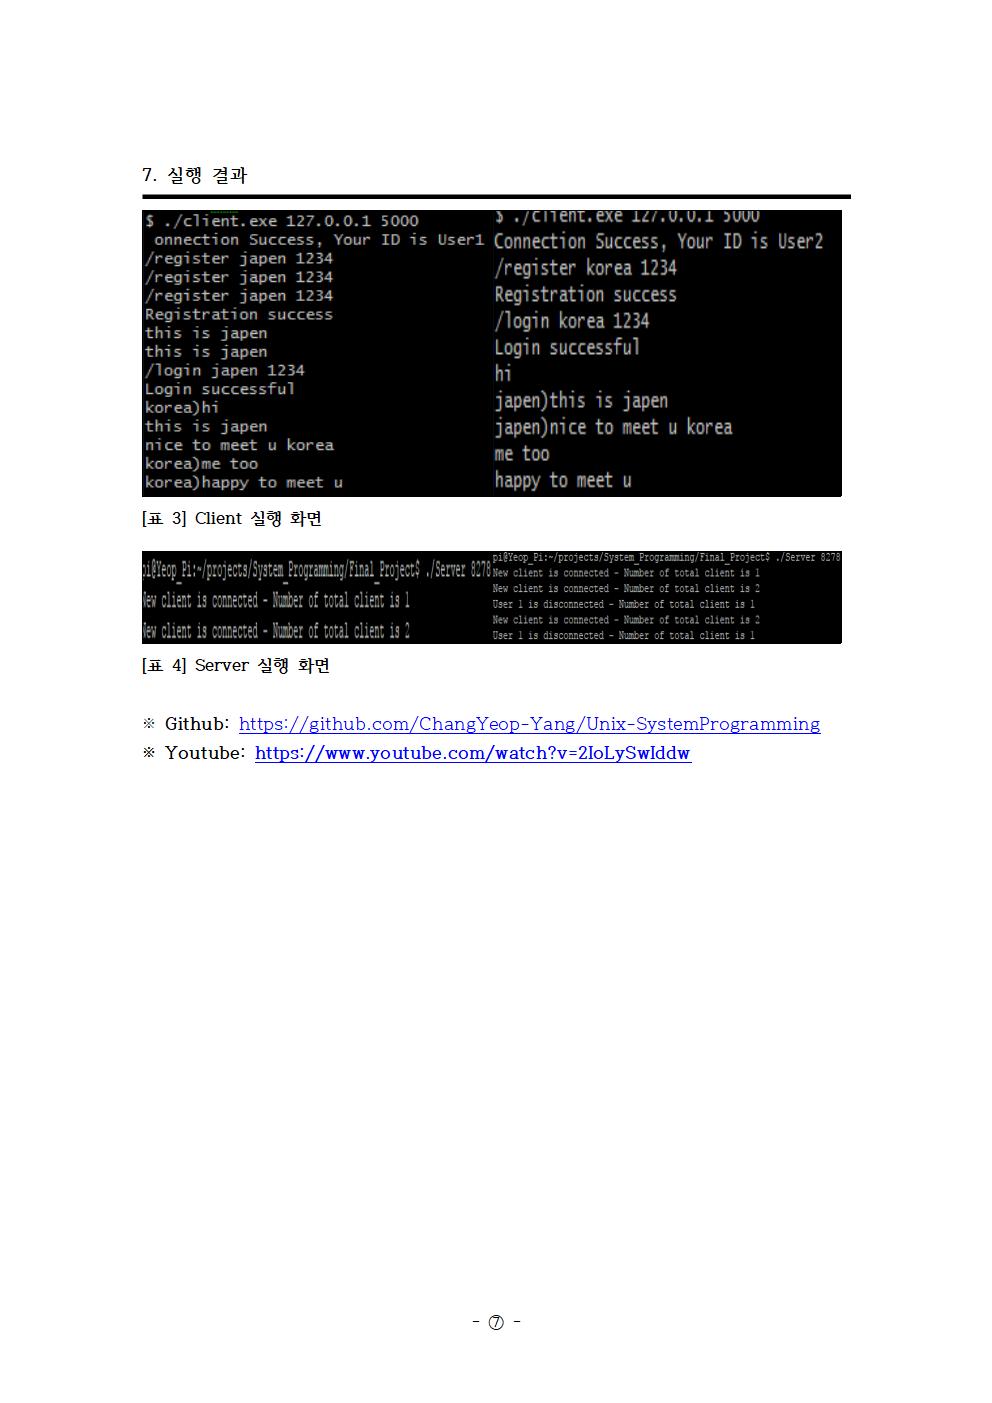 7. 실행 결과
$ ./client.exe 127.0.0.1 5000
onnection Success, Your ID is User1
/register japen 1234
/register japen 1234
/register japen 1234
Registration success
this is japen
this is japen
/login japen 1234
Login successful
korea)hi
this is japen
nice to meet u korea
korea)me too
korea)happy to meet u
$ ./client.exe 127.0.0.1 5000
Connection Success, Your ID is User2
/register korea 1234
Registration success
/login korea 1234
Login successful
hi
japen)this is japen
japen)nice to meet u korea
me too
happy to meet u
[표 3] Client 실행 화면
pi@Yeop_Pi:~/projects/System_Programming/Final_Project$ ./Server 8278
New client is connected - Number of total client is 1
New client is connected - Number of total client is 2
pi@Yeop_Pi:~/projects/System_Programming/Final_Project$ ./Server 8278
New client is connected - Number of total client is 1
New client is connected - Number of total client is 2
User 1 is disconnected - Number of total client is 1
New client is connected - Number of total client is 2
User 1 is disconnected - Number of total client is 1
[표 4] Server 실행 화면
※ Github: https://github.com/ChangYeop-Yang/Unix-SystemProgramming
※ Youtube: https://www.youtube.com/watch?v=2IoLySwIddw
- ⑦ -